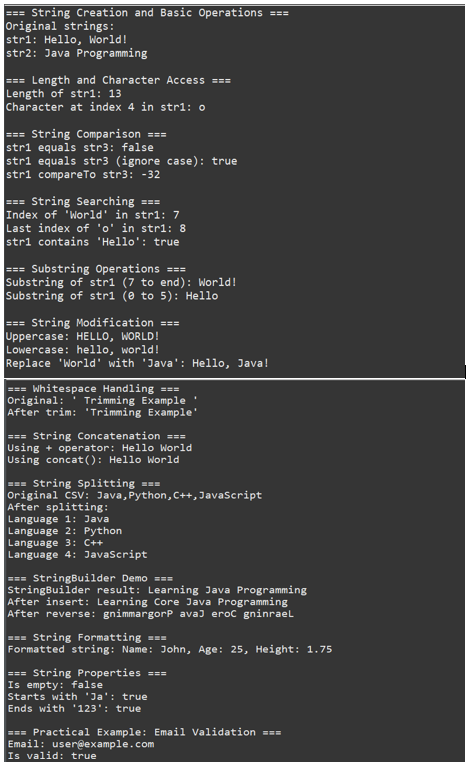 === String Creation and Basic Operations ===
Original strings:
str1: Hello, World!
str2: Java Programming
=== Length and Character Access ===
Length of str1: 13
Character at index 4 in str1: o
=== String Comparison ===
str1 equals str3: false
str1 equals str3 (ignore case): true
str1 compareTo str3: -32
=== String Searching ===
Index of 'World' in str1: 7
Last index of 'o' in str1: 8
str1 contains 'Hello': true
=== Substring Operations ===
Substring of str1 (7 to end): World!
Substring of str1 (0 to 5): Hello
=== String Modification ===
Uppercase: HELLO, WORLD!
Lowercase: hello, world!
Replace 'World' with 'Java': Hello, Java!
=== Whitespace Handling ===
Original: ' Trimming Example '
After trim: 'Trimming Example'
=== String Concatenation ===
Using + operator: Hello World
Using concat(): Hello World
=== String Splitting ===
Original CSV: Java,Python,C++,JavaScript
After splitting:
Language 1: Java
Language 2: Python
Language 3: C++
Language 4: JavaScript
=== StringBuilder Demo ===
StringBuilder result: Learning Java Programming
After insert: Learning Core Java Programming
After reverse: gnimmargorP avaJ eroC gninraeL
=== String Formatting ===
Formatted string: Name: John, Age: 25, Height: 1.75
=== String Properties ===
Is empty: false
Starts with 'Ja': true
Ends with '123': true
=== Practical Example: Email Validation ===
Email: user@example.com
Is valid: true